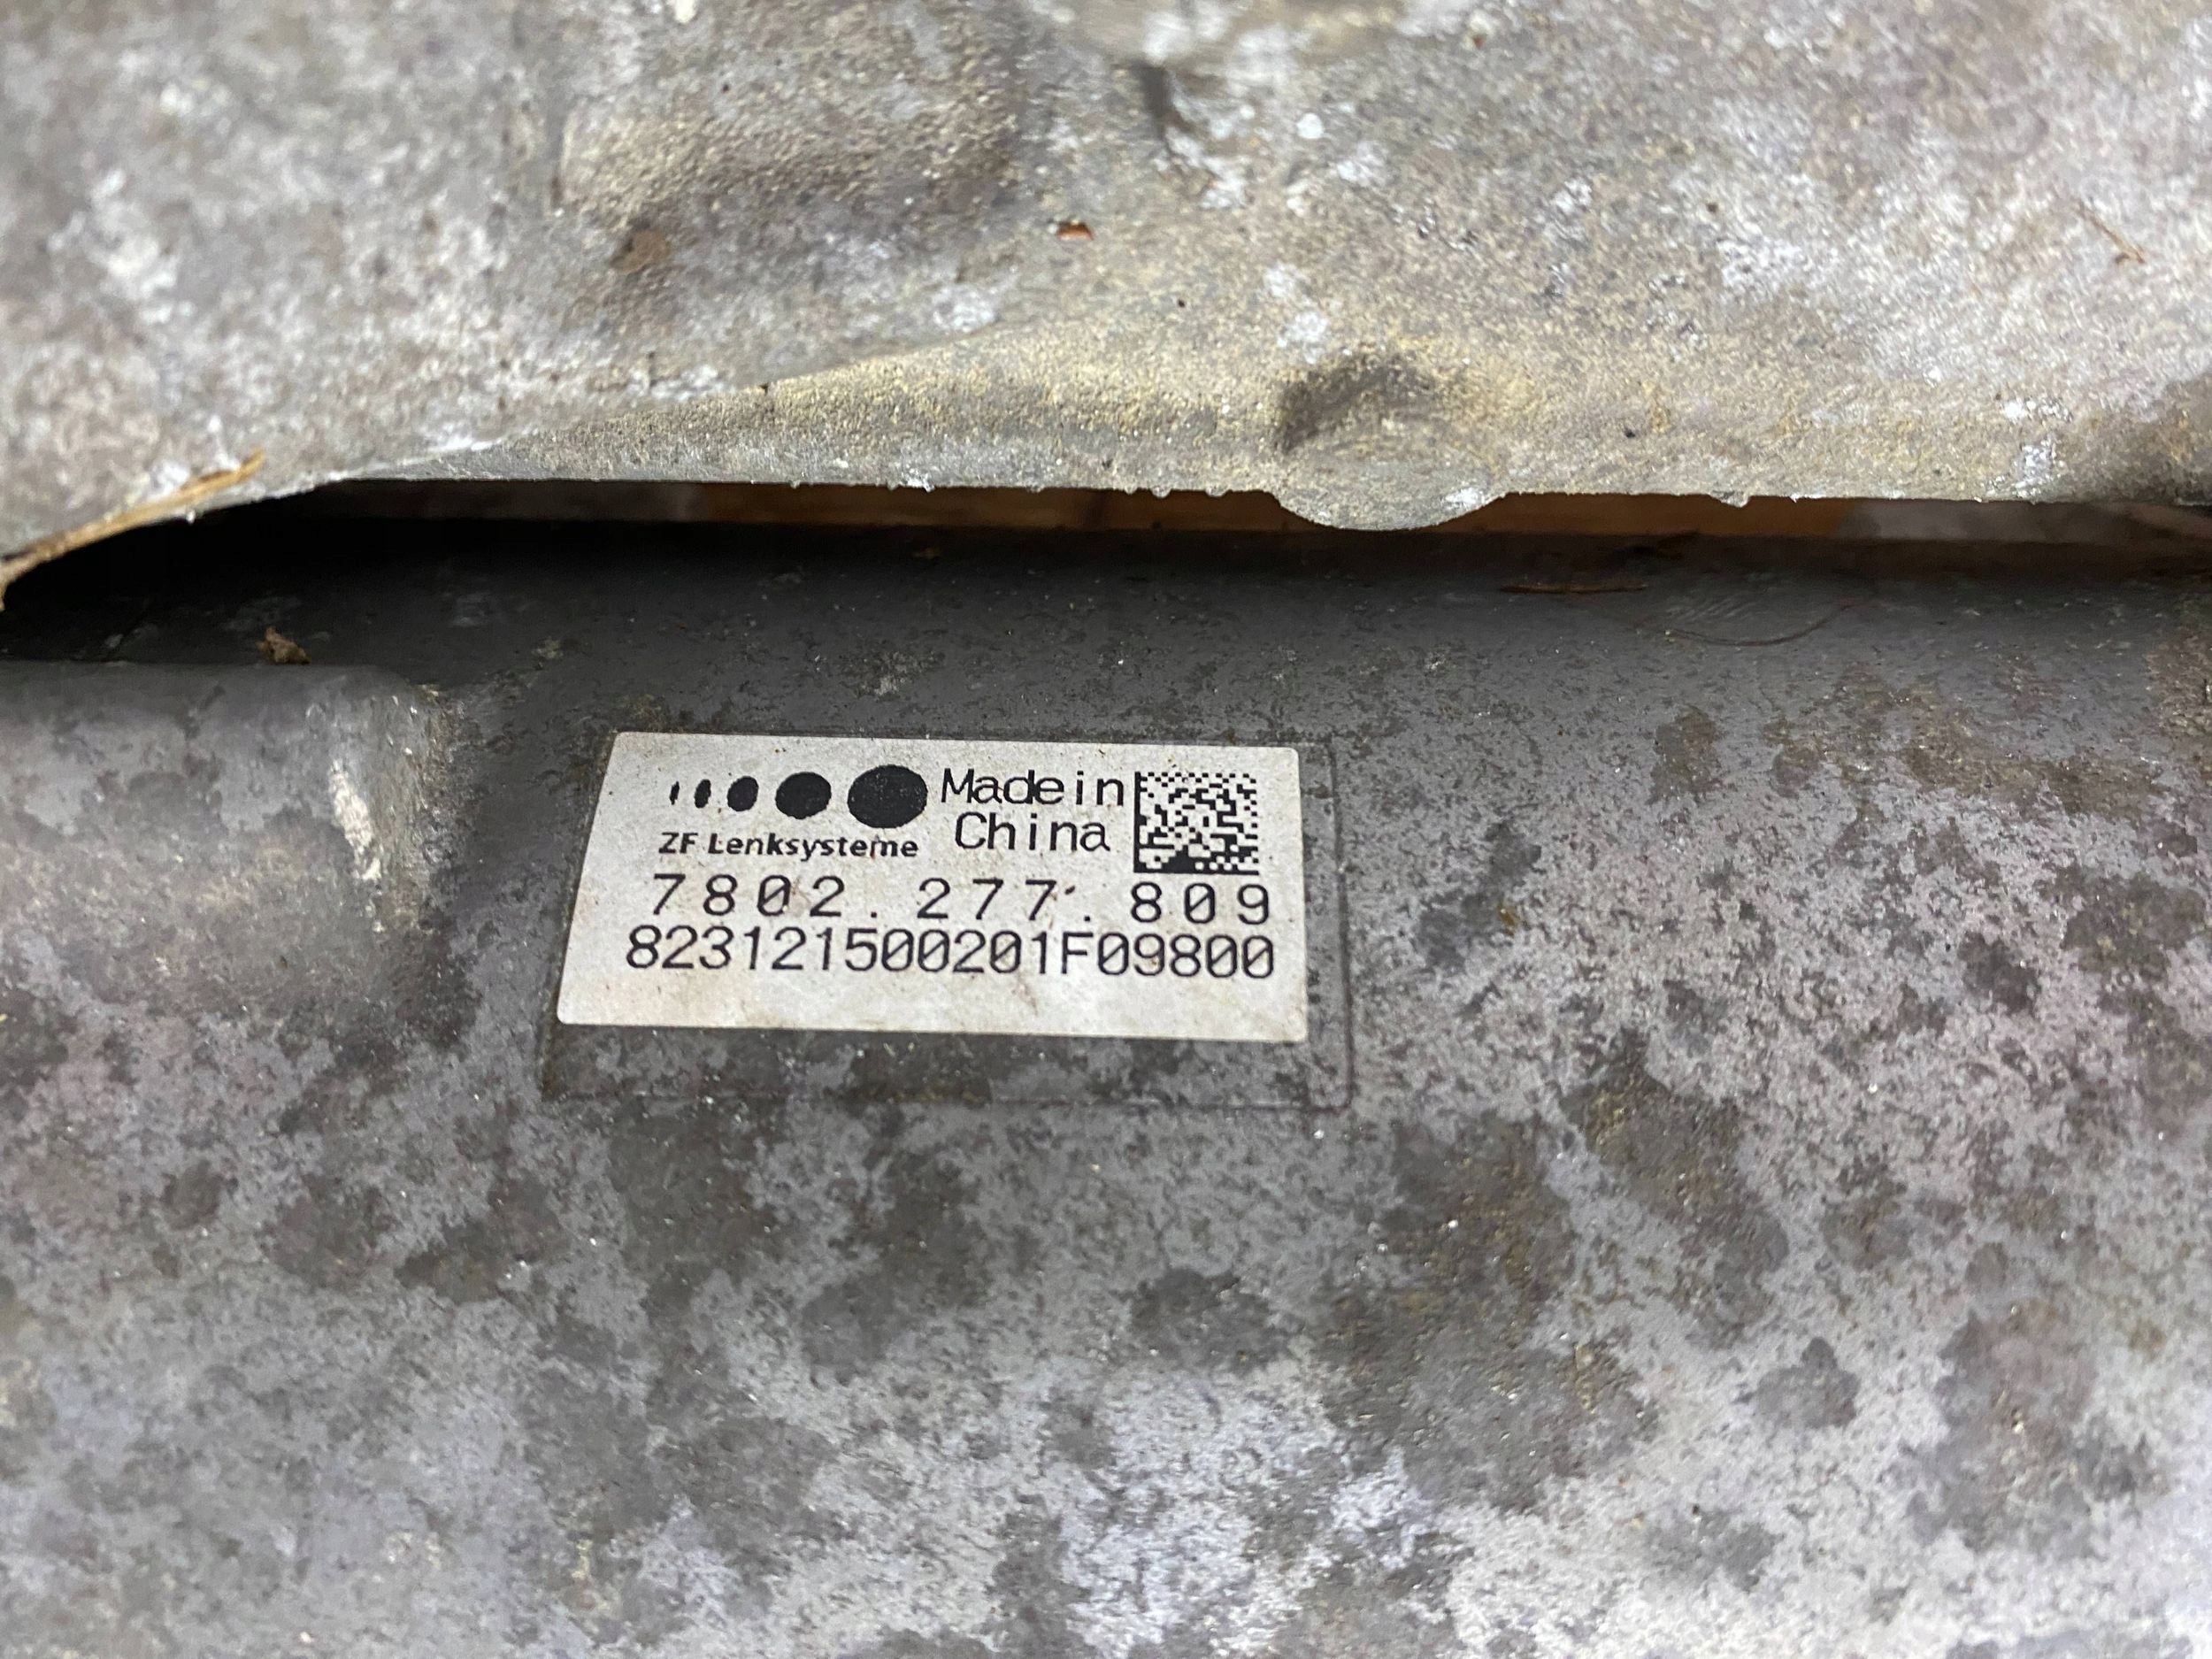 Made in
China
ZF Lenksysteme
7802.277.809
823121500201F09800